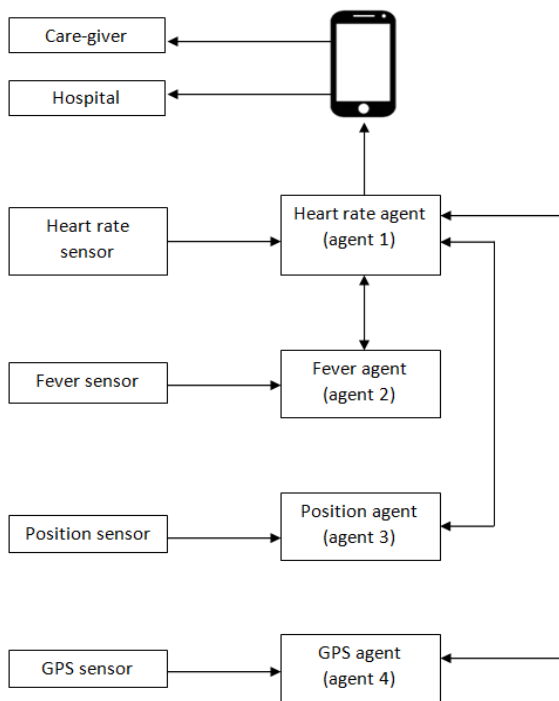 Care-giver
Hospital
Heart rate
sensor
Heart rate agent
(agent 1)
Fever sensor
Fever agent
(agent 2)
Position sensor
Position agent
(agent 3)
GPS sensor
GPS agent
(agent 4)